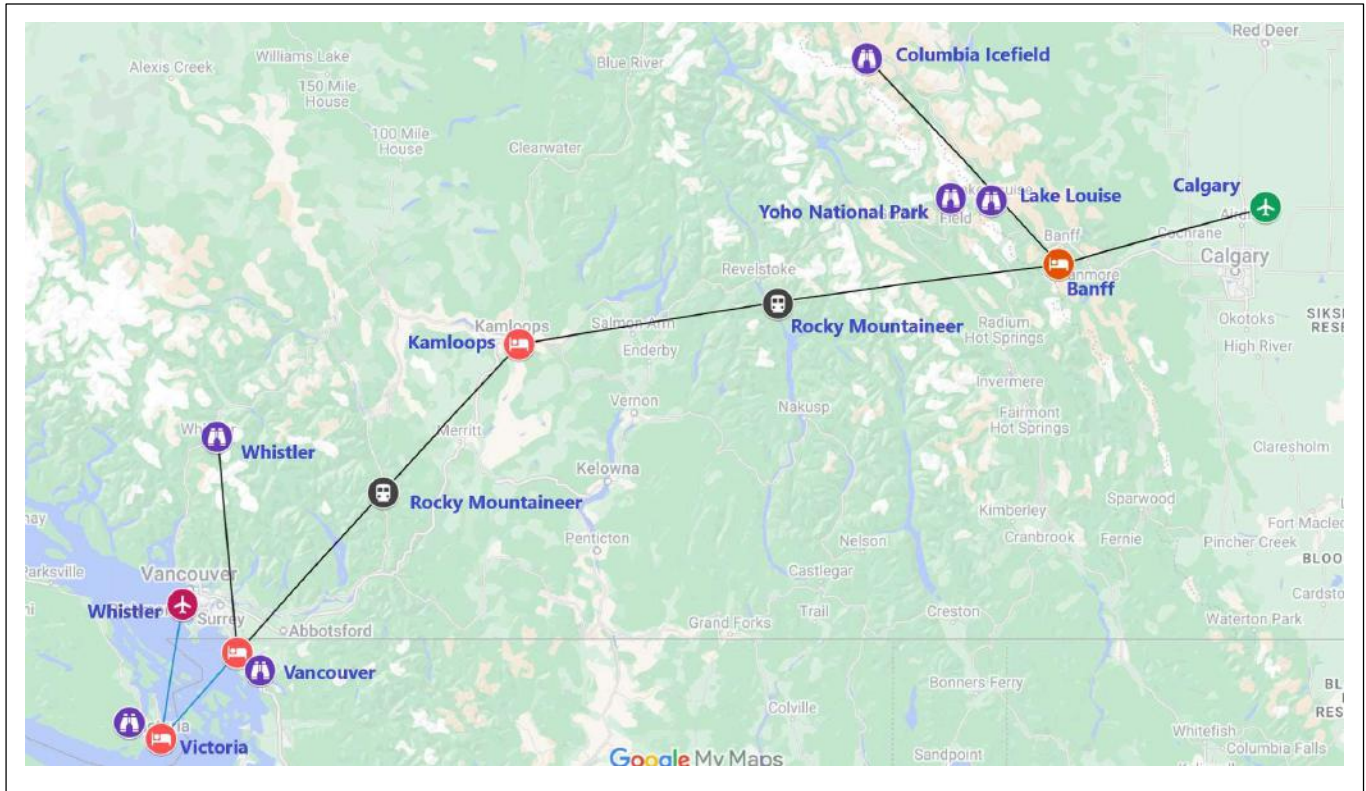 Red Deer
Williams Lake
Alexis Creek
Blue River
Columbia Icefield
150 Mile
House
100 Mile
House
Clearwater
Calgary
Lake Louise
Yoho National Park
Field
Banff
Cochrane
Calgary
Revelstoke
Banff
Okotoks
High River
Rocky Mountaineer
Radium
Hot Springs
Kamloops
Kamloops
Salmon Arm
Enderby
Invermere
Vernon
Nakusp
Fairmont
Hot Springs
Merritt
Claresholm
Whistler
Kelowna
Rocky Mountaineer
Sparwood
Kimberley
Cranbrook
Fernie
Pincher Creek
Penticton
Nelson
Castlegar
Vancouver
Whistler
Surrey
Abbotsford
Grand Forks
Trail
Creston
Waterton Park
Vancouver
Bonners Ferry
Colville
Victoria
Whitefish
Columbia Falls
Sandpoint
Google My Maps